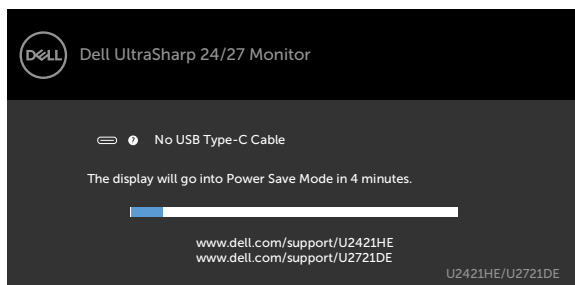 DELL
Dell UltraSharp 24/27 Monitor
? No USB Type-C Cable
The display will go into Power Save Mode in 4 minutes.
www.dell.com/support/U2421HE
www.dell.com/support/U2721DE
U2421HE/U2721DE